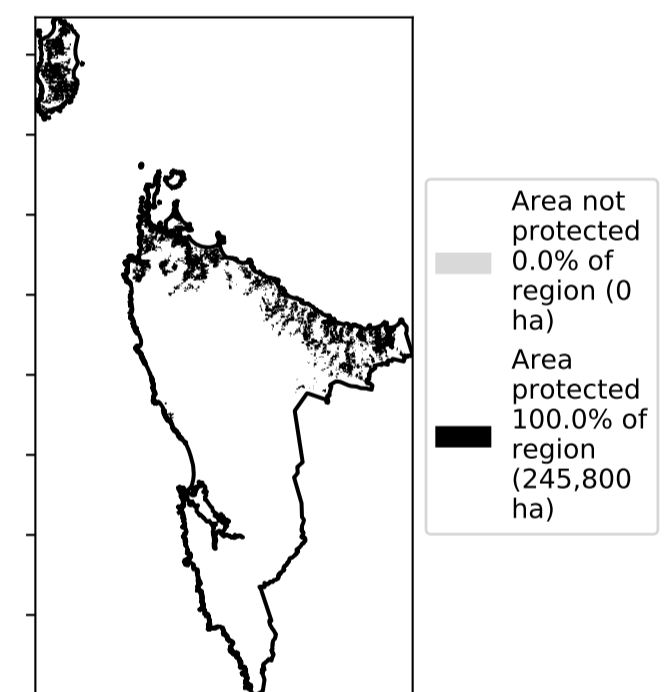 Area not
protected
0.0% of
region (0
ha)
Area
protected
100.0% of
region
(245,800
ha)